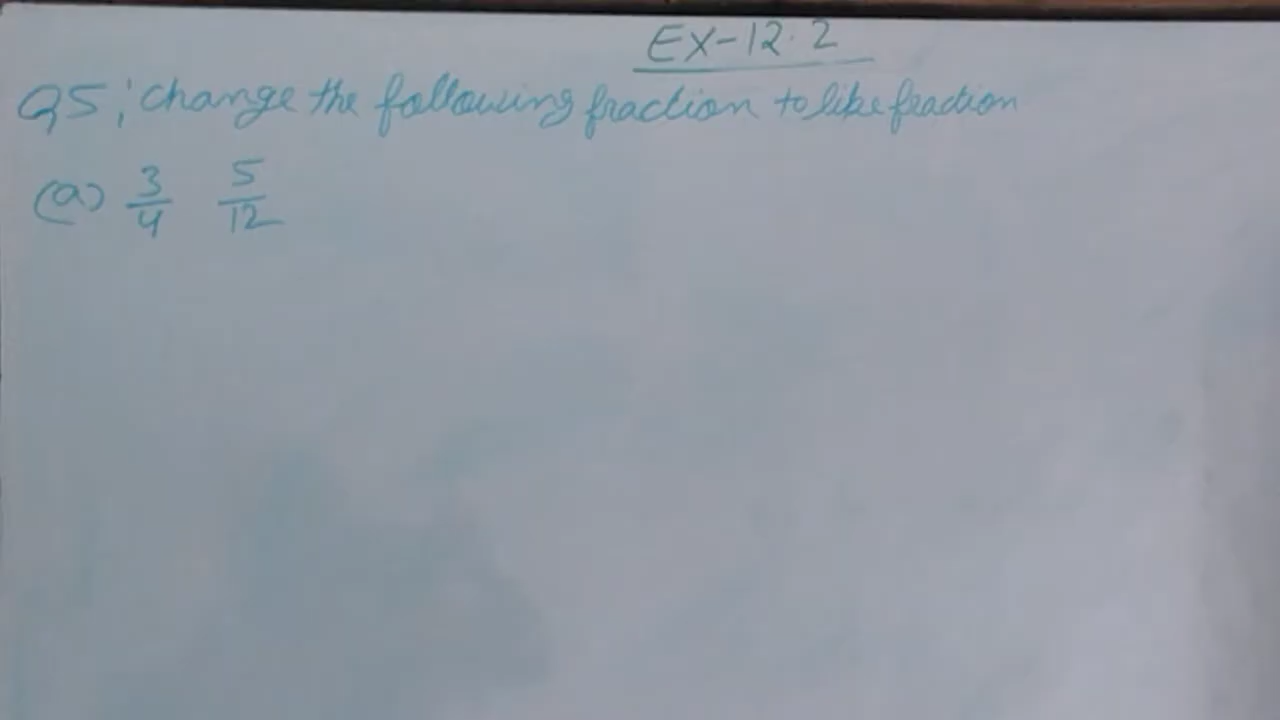 Ex-12.2
Q5; change the following fraction to like fraction
(a) 3/4 5/12